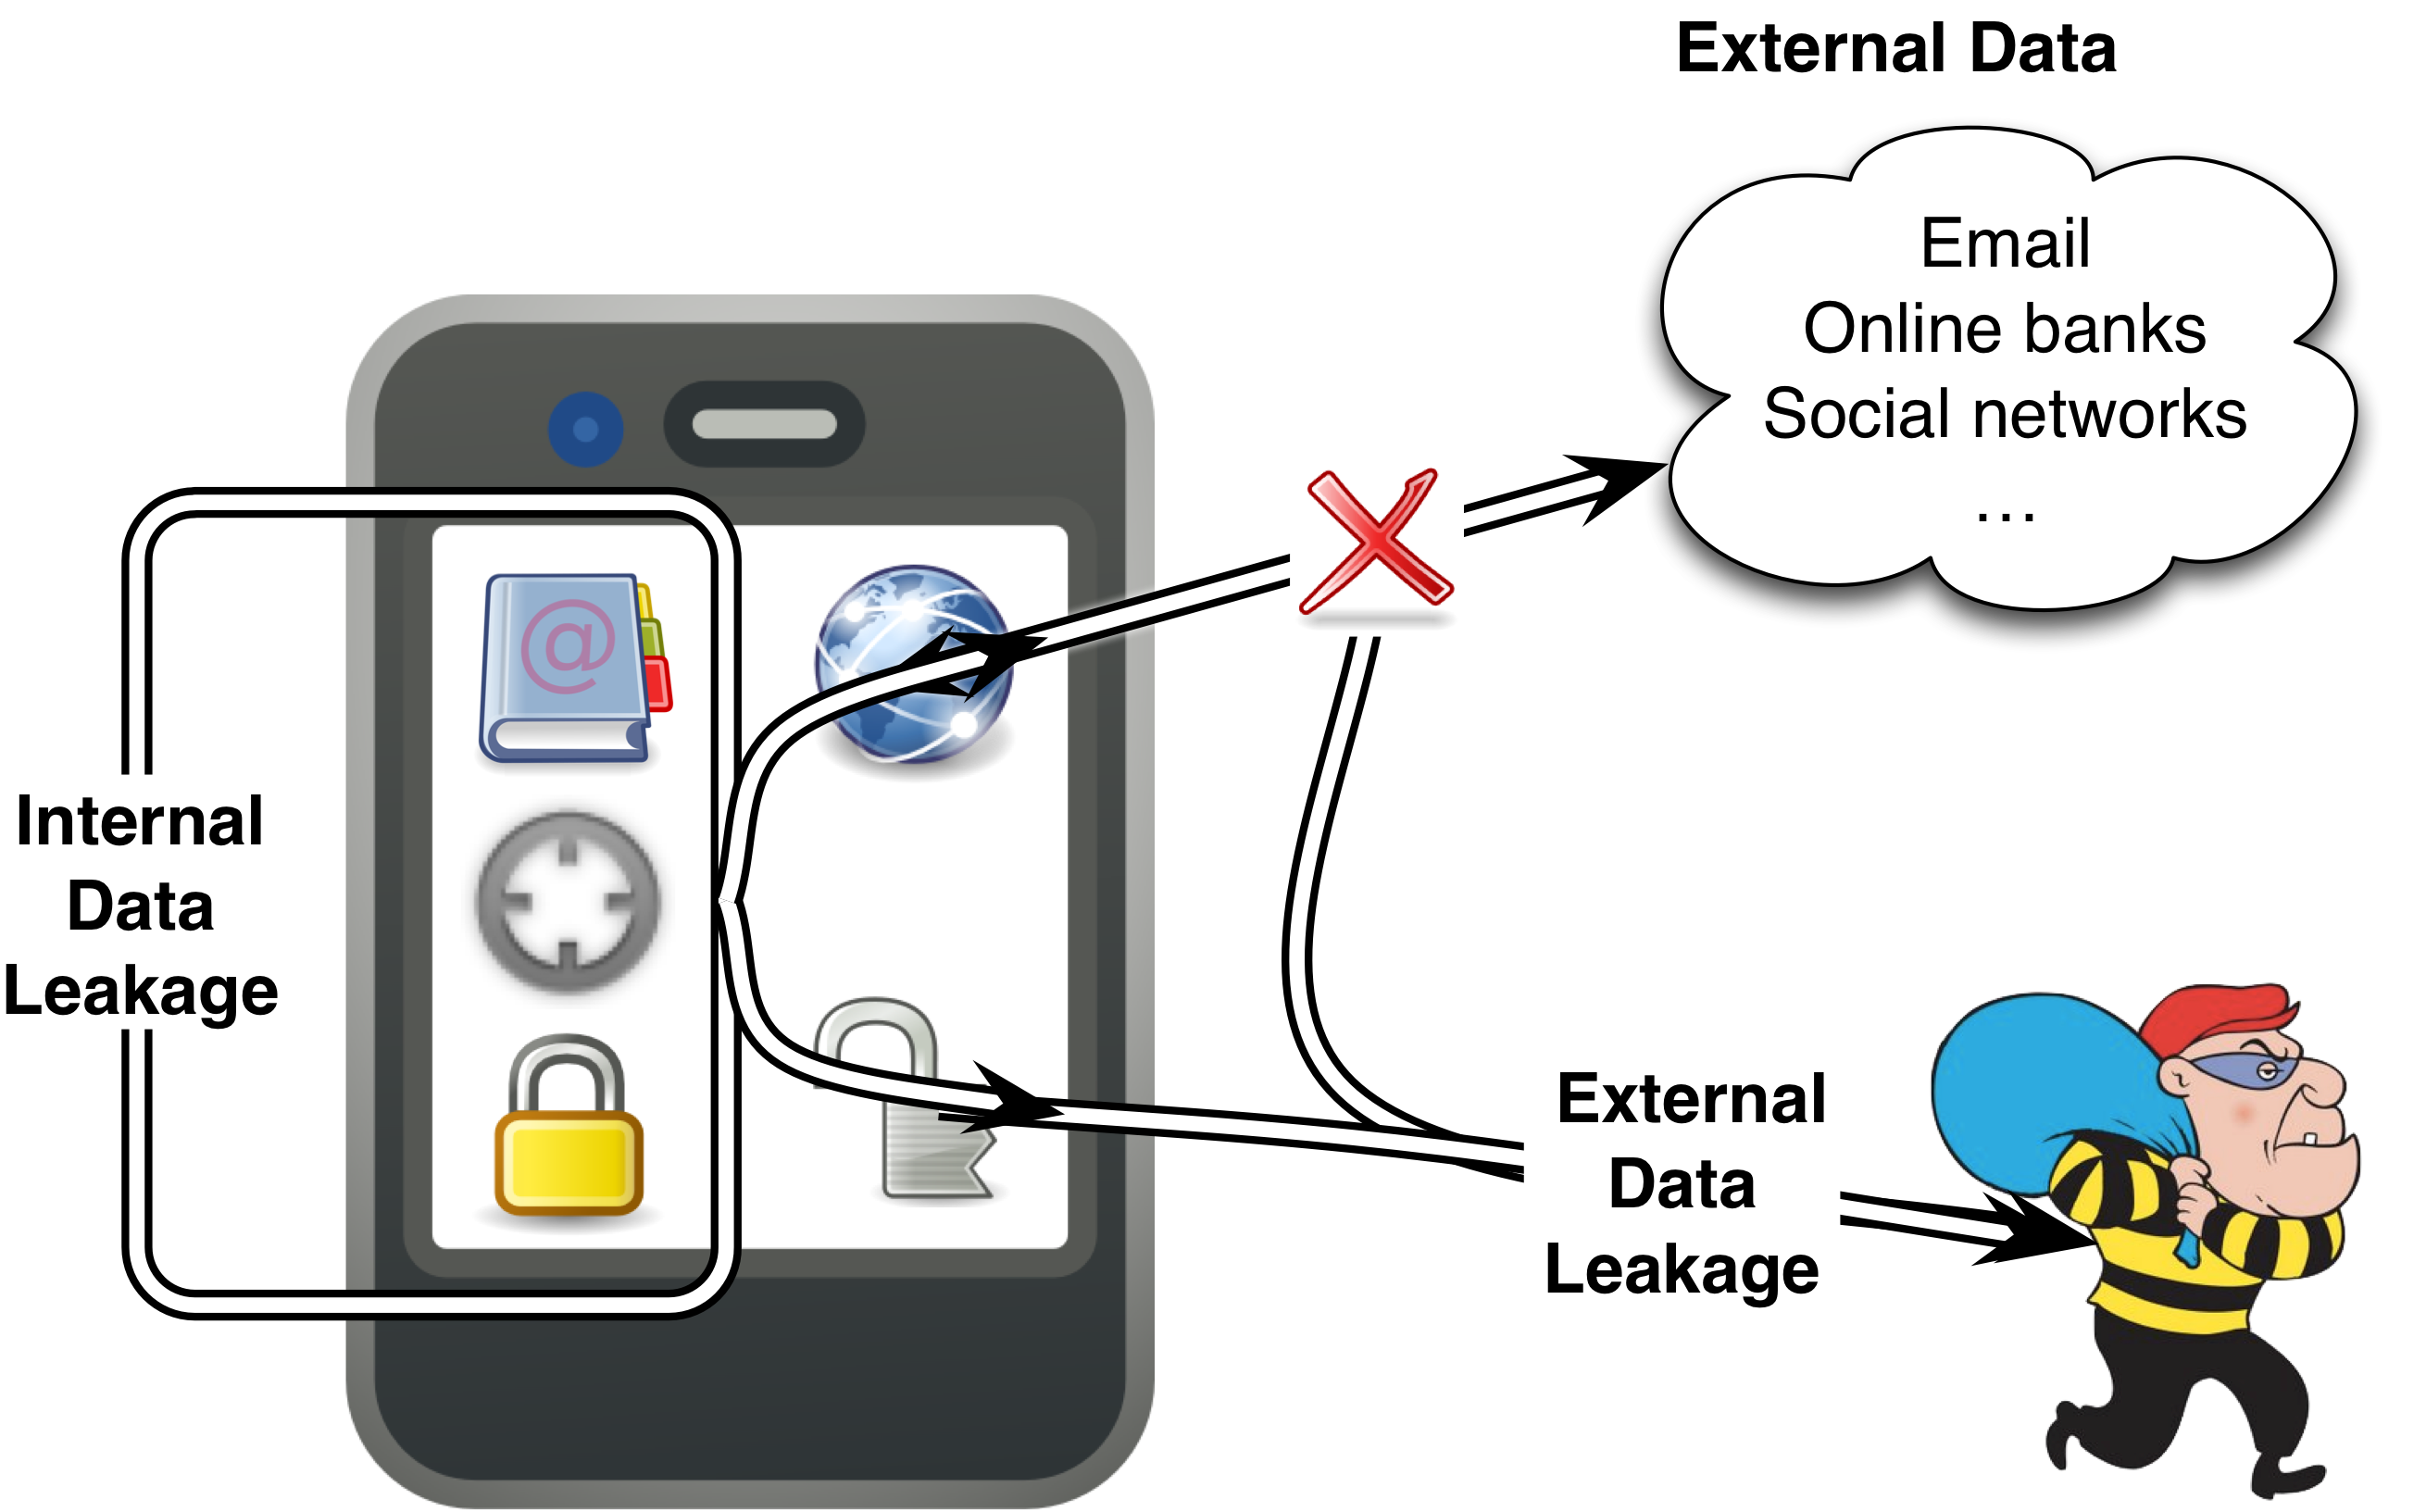 External Data
Email
Online banks
Social networks
...
@
Internal
Data
Leakage
External
Data
Leakage